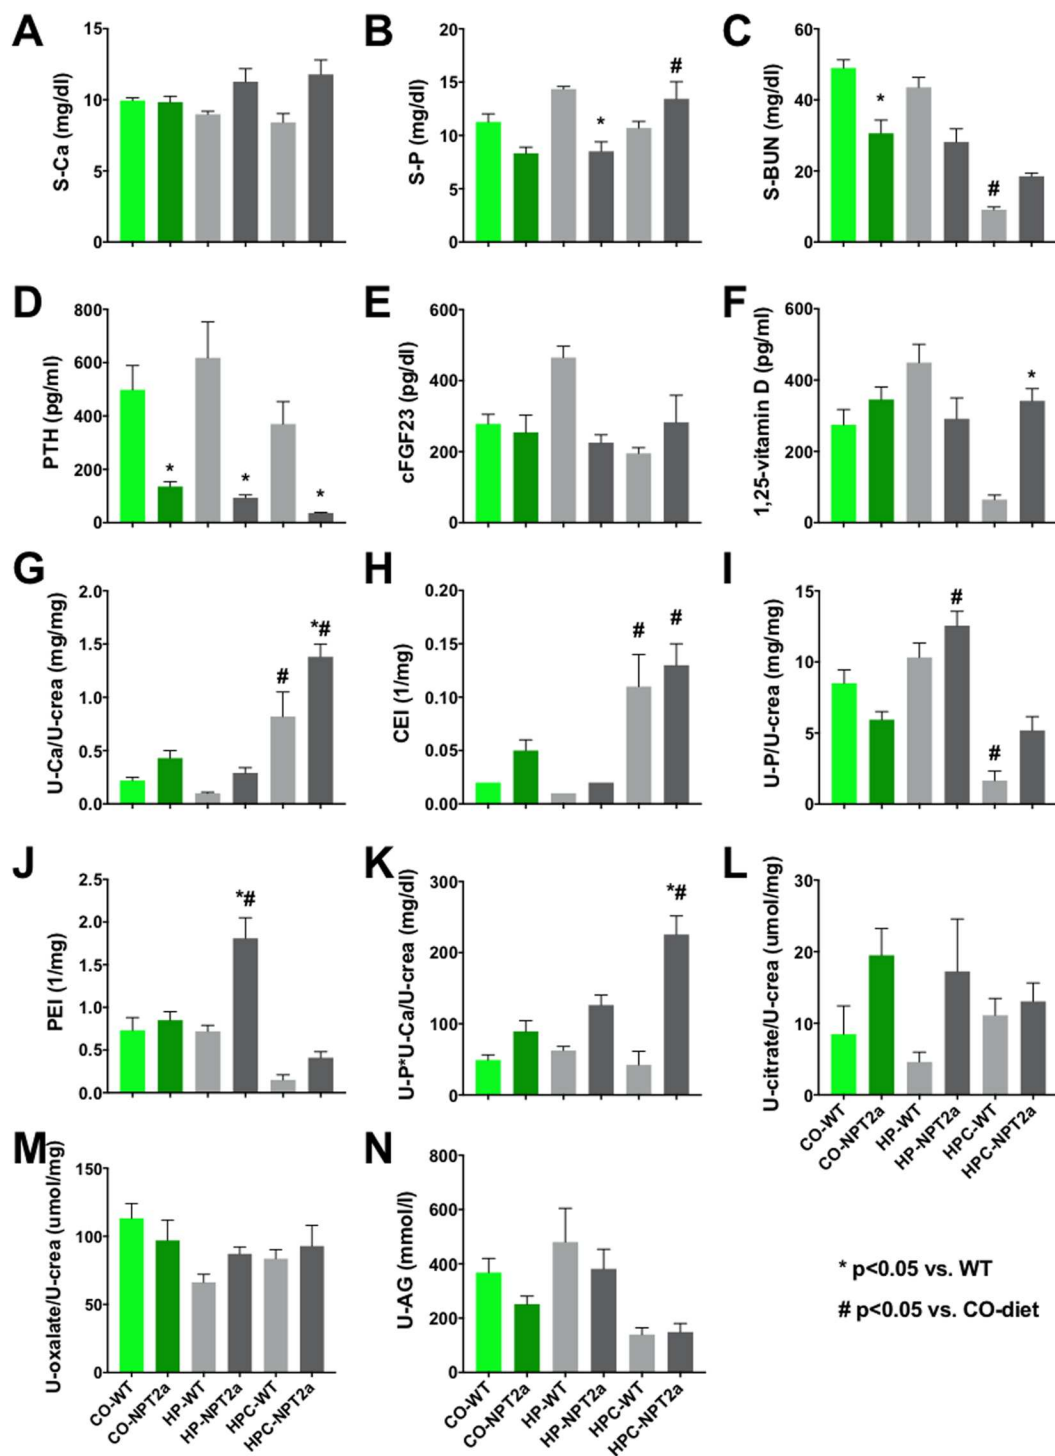 A
S-Ca (mg/dl)
15
10
5
0
B
S-P (mg/dl)
20
15
10
5
0
*
#
C
S-BUN (mg/dl)
60
40
20
0
*
#
D
PTH (pg/ml)
800
600
400
200
0
*
*
*
E
cFGF23 (pg/dl)
600
400
200
0
F
1,25-vitamin D (pg/ml)
600
400
200
0
*
G
U-Ca/U-crea (mg/mg)
2.0
1.5
1.0
0.5
0.0
#
*#
H
CEI (1/mg)
0.20
0.15
0.10
0.05
0.00
#
#
I
U-P/U-crea (mg/mg)
15
10
5
0
#
#
J
PEI (1/mg)
2.5
2.0
1.5
1.0
0.5
0.0
*#
K
U-P*U-Ca/U-crea (mg/dl)
300
200
100
0
*#
L
U-citrate/U-crea (umol/mg)
30
20
10
0
CO-WT
CO-NPT2a
HP-WT
HP-NPT2a
HPC-WT
HPC-NPT2a
M
U-oxalate/U-crea (umol/mg)
150
100
50
0
CO-WT
CO-NPT2a
HP-WT
HP-NPT2a
HPC-WT
HPC-NPT2a
N
U-AG (mmol/l)
800
600
400
200
0
CO-WT
CO-NPT2a
HP-WT
HP-NPT2a
HPC-WT
HPC-NPT2a
* p<0.05 vs. WT
# p<0.05 vs. CO-diet